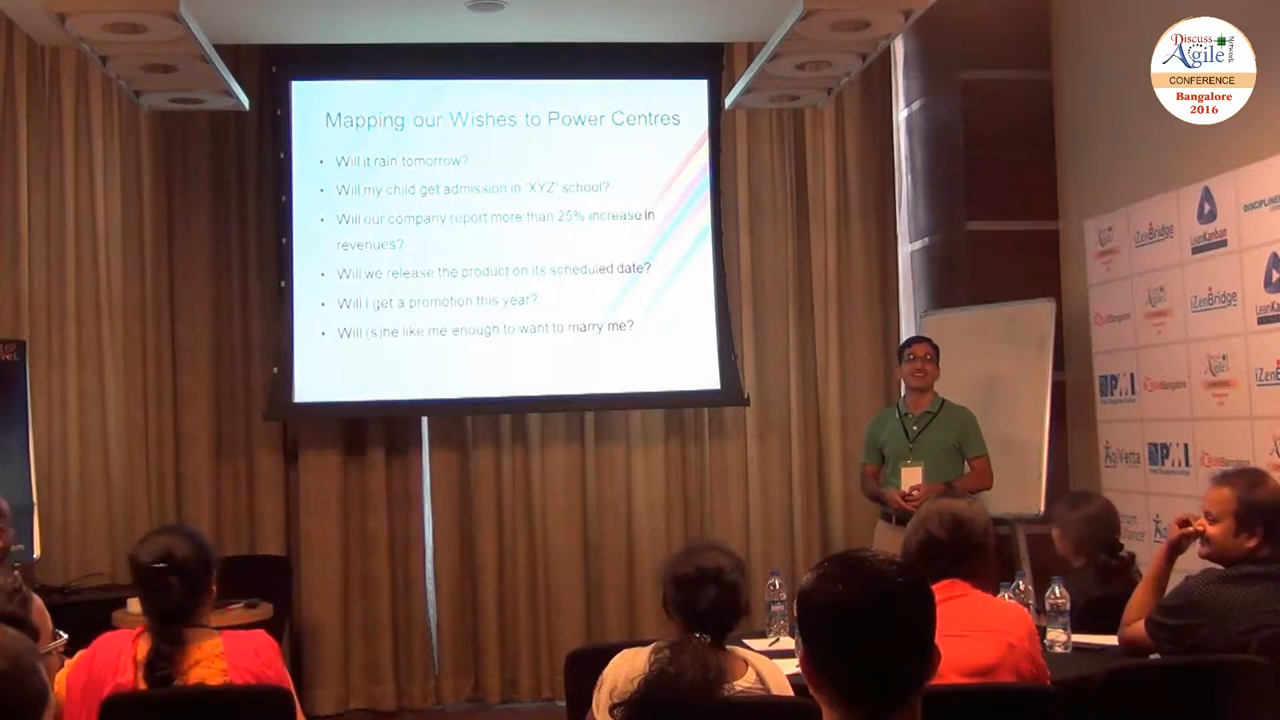 Mapping our Wishes to Power Centres
• Will it rain tomorrow?
• Will my child get admission in 'XYZ' school?
• Will our company report more than 25% increase in
revenues?
• Will we release the product on its scheduled date?
• Will I get a promotion this year?
• Will (s)he like me enough to want to marry me?
Discuss
Agile
Network
CONFERENCE
Bangalore
2016
iZenBridge
LeanKanban
iZenBridge
PMI
PMI